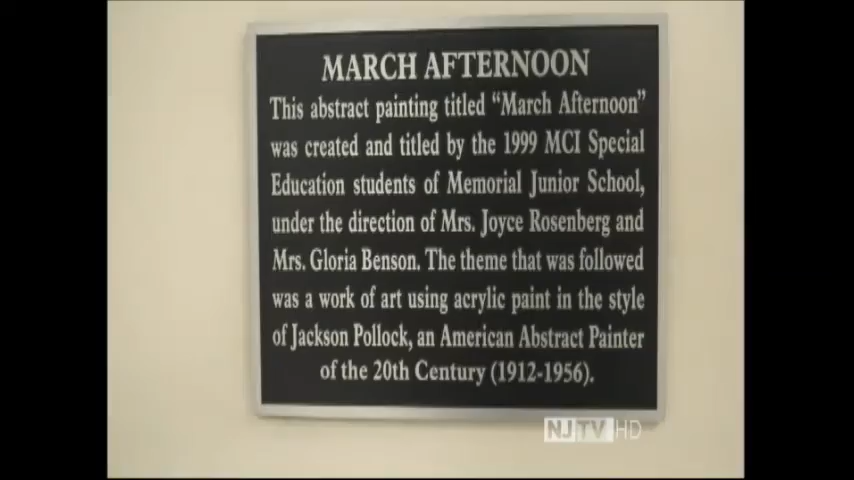 MARCH AFTERNOON
This abstract painting titled “March Afternoon”
was created and titled by the 1999 MCI Special
Education students of Memorial Junior School,
under the direction of Mrs. Joyce Rosenberg and
Mrs. Gloria Benson. The theme that was followed
was a work of art using acrylic paint in the style
of Jackson Pollock, an American Abstract Painter
of the 20th Century (1912-1956).
NJTV HD